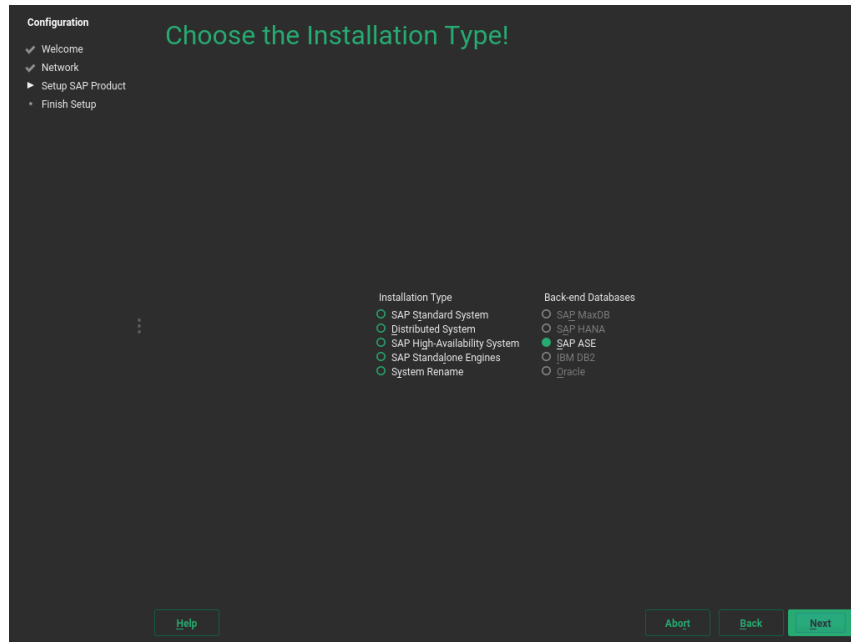 Configuration
Welcome
Network
Setup SAP Product
Finish Setup
Choose the Installation Type!
Installation Type
SAP Standard System
Distributed System
SAP High-Availability System
SAP Standalone Engines
System Rename
Back-end Databases
SAP MaxDB
SAP HANA
SAP ASE
IBM DB2
Oracle
Help
Abort
Back
Next